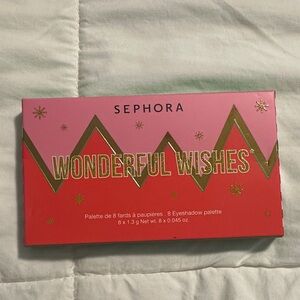 SEPHORA
WONDERFUL WISHES*
Palette de 8 fards à paupières . 8 Eyeshadow palette
8 x 1.3 g Net wt. 8 x 0.045 oz.